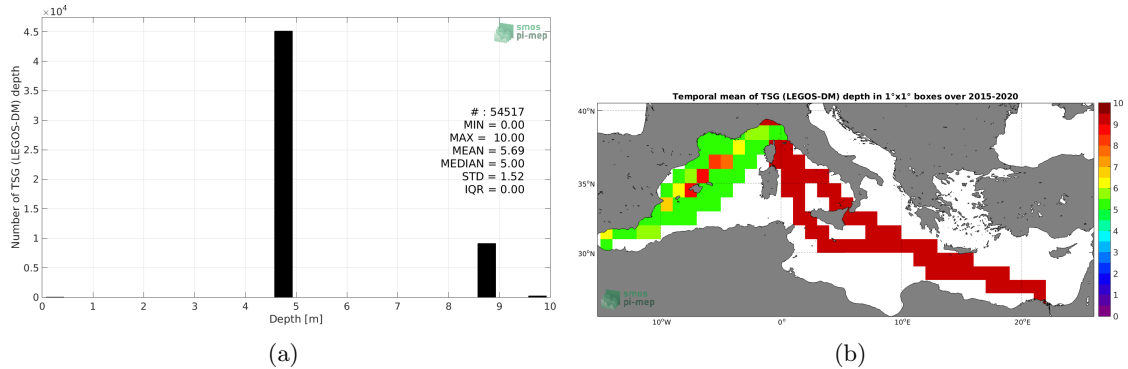 ×10⁴
smos
pi-mep
4.5
4
3.5
3
2.5
2
1.5
1
0.5
0
Number of TSG (LEGOS-DM) depth
# : 54517
MIN = 0.00
MAX = 10.00
MEAN = 5.69
MEDIAN = 5.00
STD = 1.52
IQR = 0.00
0 1 2 3 4 5 6 7 8 9 10
Depth [m]
(a)
Temporal mean of TSG (LEGOS-DM) depth in 1°x1° boxes over 2015-2020
40°N
35°N
30°N
10°W 0° 10°E 20°E
smos
pi-mep
10
9
8
7
6
5
4
3
2
1
0
(b)